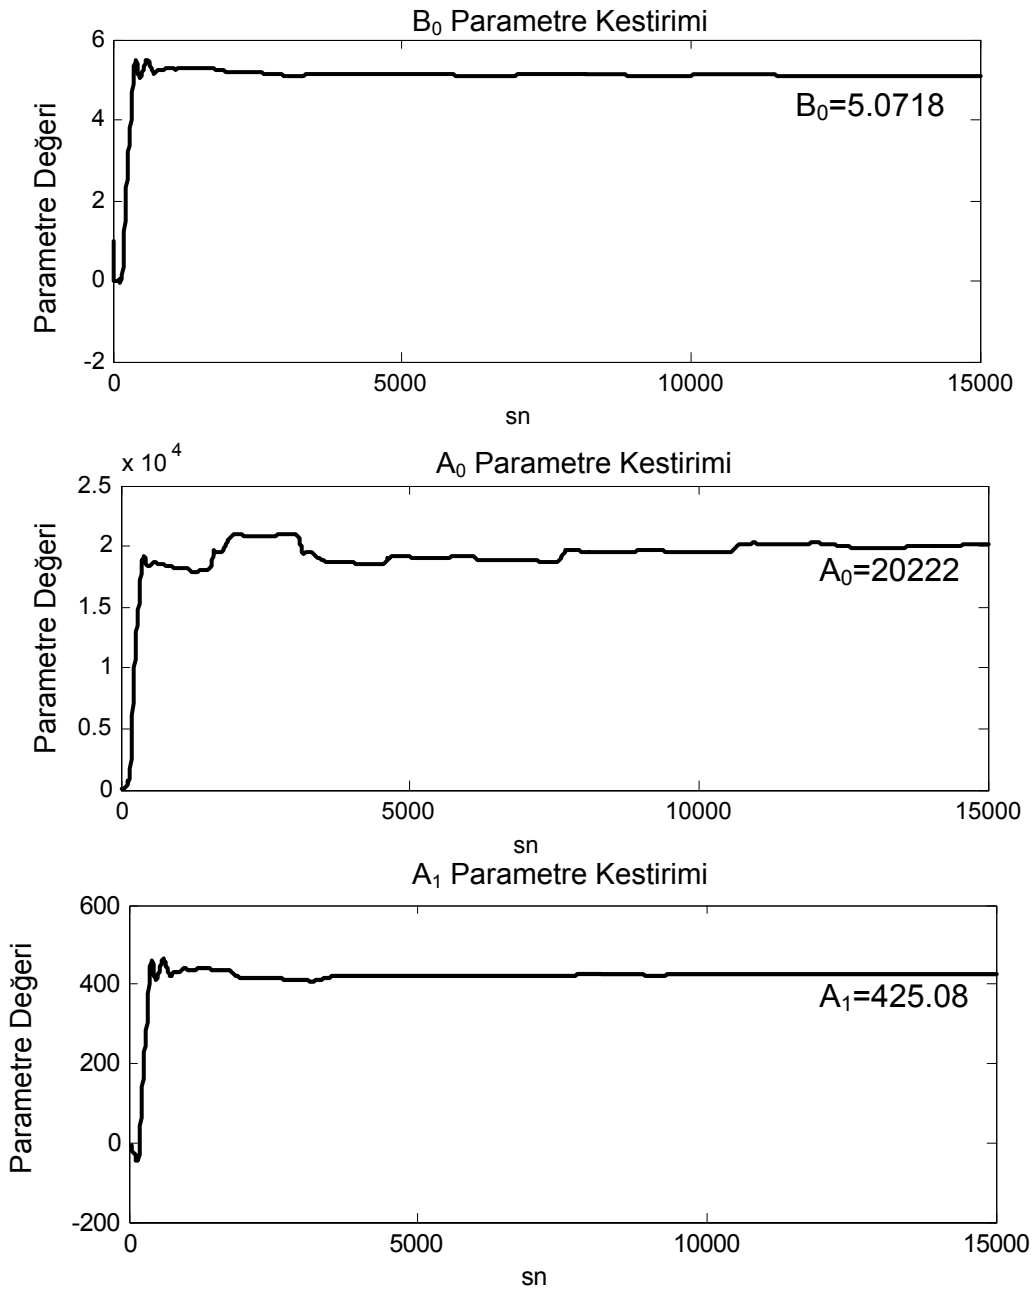 B₀ Parametre Kestirimi
6
4
2
0
-2
Parametre Değeri
B₀=5.0718
0 5000 10000 15000
sn
x 10⁴
A₀ Parametre Kestirimi
2.5
2
1.5
1
0.5
0
Parametre Değeri
A₀=20222
0 5000 10000 15000
sn
A₁ Parametre Kestirimi
600
400
200
0
-200
Parametre Değeri
A₁=425.08
0 5000 10000 15000
sn